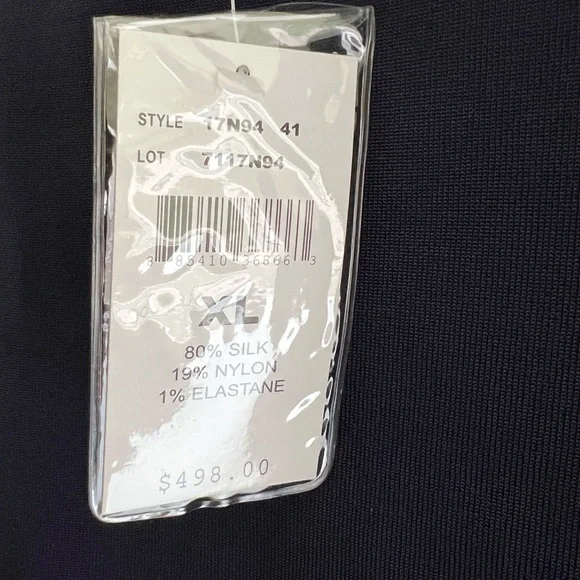 STYLE 17N94 41
LOT 7117N94
3 85410 36866 3
XL
80% SILK
19% NYLON
1% ELASTANE
$498.00